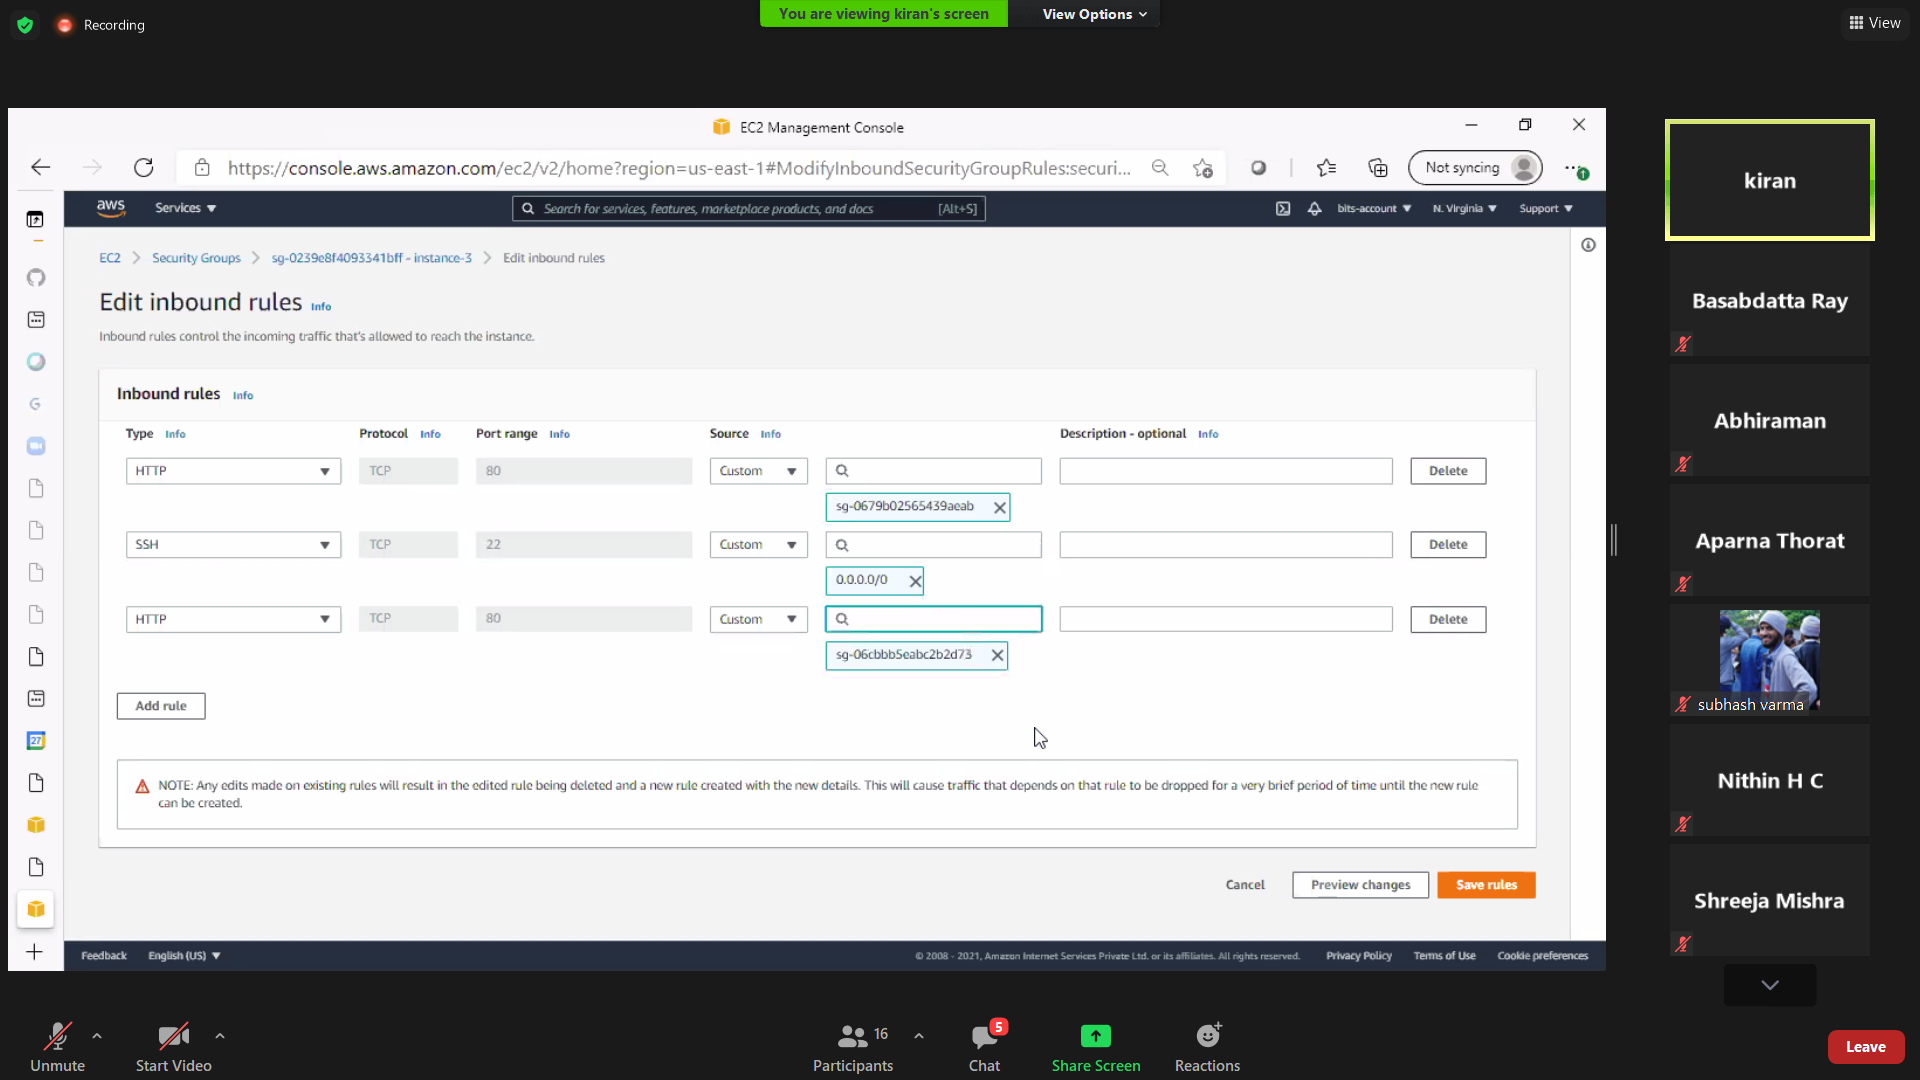 Recording
You are viewing kiran's screen
View Options
View
EC2 Management Console
https://console.aws.amazon.com/ec2/v2/home?region=us-east-1#ModifyInboundSecurityGroupRules:securi...
Not syncing
aws
Services
Search for services, features, marketplace products, and docs
[Alt+S]
bits-account
N. Virginia
Support
EC2
Security Groups
sg-0239e8f4093341bff - instance-3
Edit inbound rules
Edit inbound rules Info
Inbound rules control the incoming traffic that's allowed to reach the instance.
Inbound rules Info
Type Info
Protocol Info
Port range Info
Source Info
Description - optional Info
HTTP
TCP
80
Custom
Delete
sg-0679b02565439aeab
SSH
TCP
22
Custom
Delete
0.0.0.0/0
HTTP
TCP
80
Custom
Delete
sg-06cbbb5eabc2b2d73
Add rule
NOTE: Any edits made on existing rules will result in the edited rule being deleted and a new rule created with the new details. This will cause traffic that depends on that rule to be dropped for a very brief period of time until the new rule
can be created.
Cancel
Preview changes
Save rules
Feedback
English (US)
© 2008 - 2021, Amazon Internet Services Private Ltd. or its affiliates. All rights reserved.
Privacy Policy
Terms of Use
Cookie preferences
27
G
kiran
Basabdatta Ray
Abhiraman
Aparna Thorat
subhash varma
Nithin H C
Shreeja Mishra
Unmute
Start Video
16
Participants
5
Chat
Share Screen
Reactions
Leave